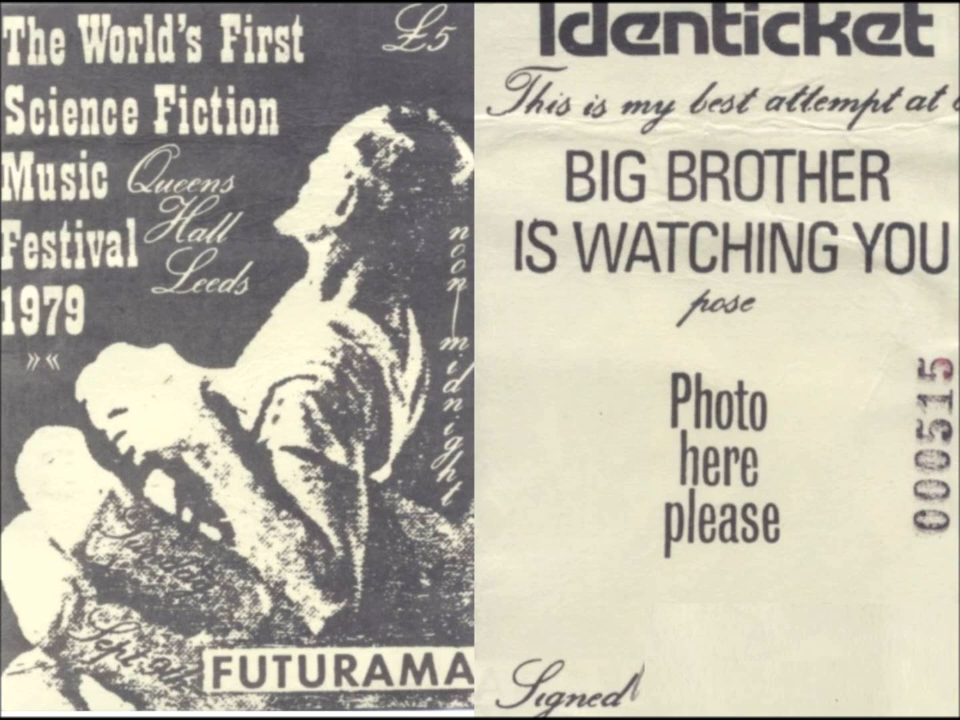 The World's First
£5
Science Fiction
Music
Queens
Hall
Festival
Leeds
1979
»«
noon/midnight
Sunday
Sept. 9th
FUTURAMA
Identicket
This is my best attempt at
BIG BROTHER
IS WATCHING YOU
pose
Photo
here
please
000515
Signed